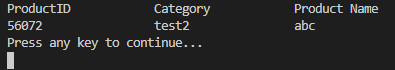 ProductID Category Product Name
56072 test2 abc
Press any key to continue...